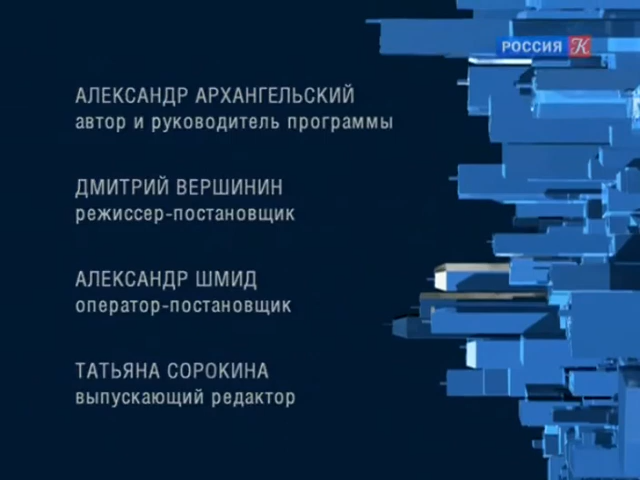 РОССИЯ К
АЛЕКСАНДР АРХАНГЕЛЬСКИЙ
автор и руководитель программы
ДМИТРИЙ ВЕРШИНИН
режиссер-постановщик
АЛЕКСАНДР ШМИД
оператор-постановщик
ТАТЬЯНА СОРОКИНА
выпускающий редактор